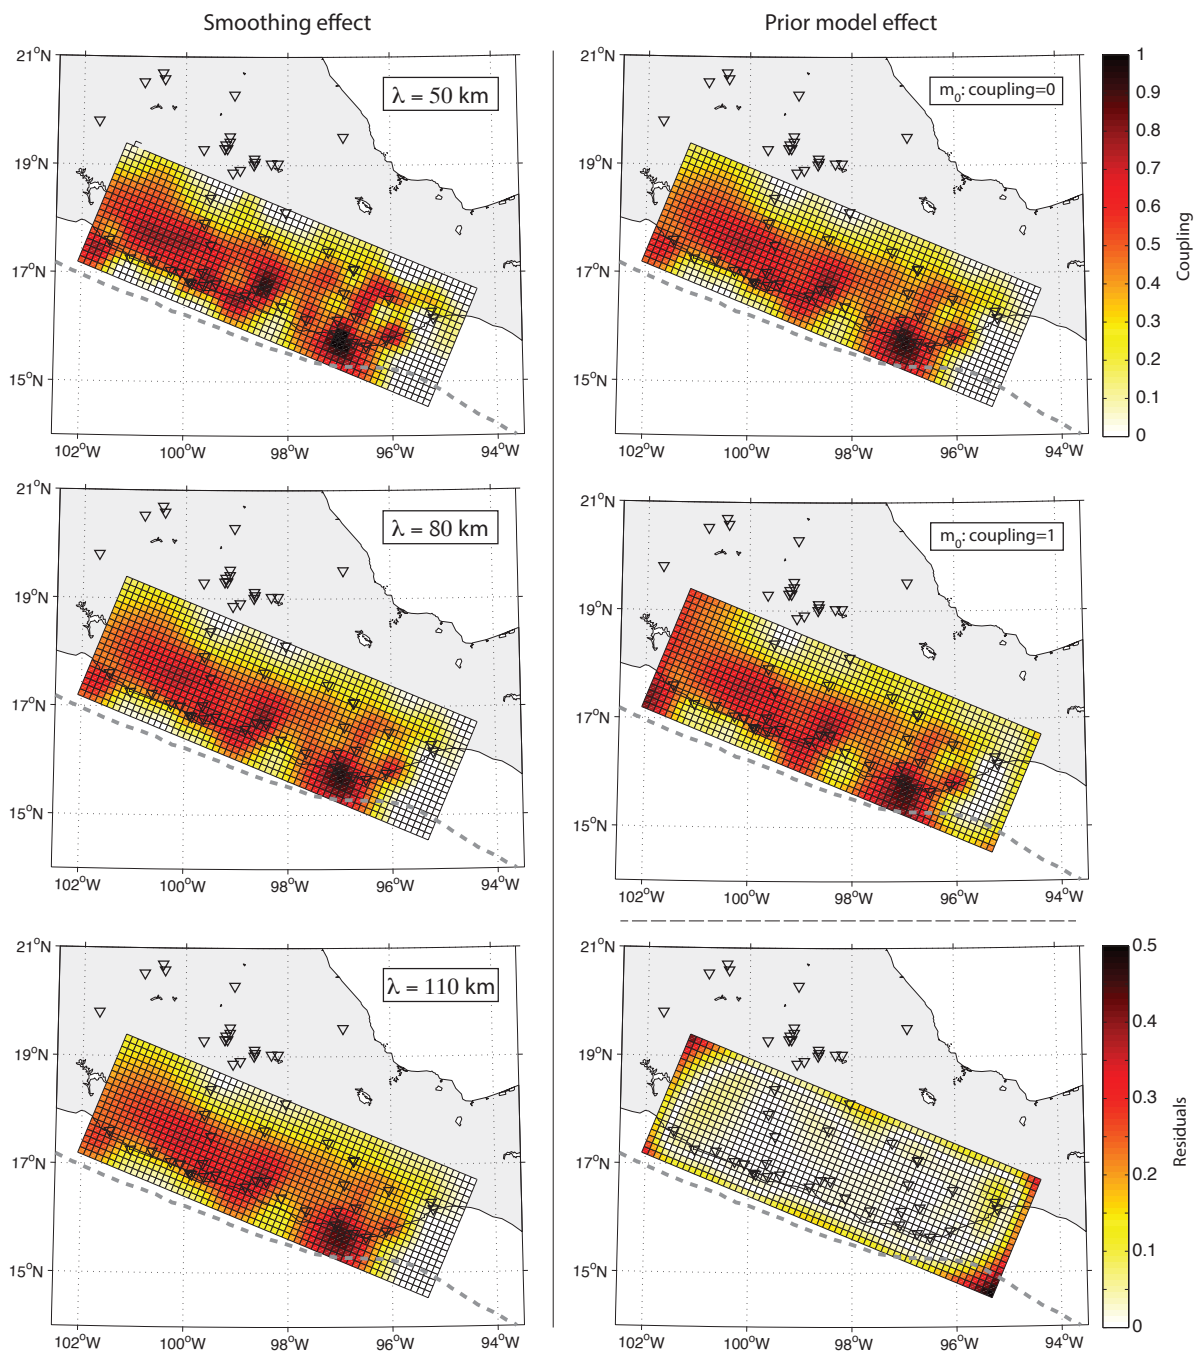 Smoothing effect
Prior model effect
21°N
19°N
17°N
15°N
102°W 100°W 98°W 96°W 94°W
λ = 50 km
21°N
19°N
17°N
15°N
102°W 100°W 98°W 96°W 94°W
m0: coupling=0
1
0.9
0.8
0.7
0.6
0.5
0.4
0.3
0.2
0.1
0
Coupling
21°N
19°N
17°N
15°N
102°W 100°W 98°W 96°W 94°W
λ = 80 km
21°N
19°N
17°N
15°N
102°W 100°W 98°W 96°W 94°W
m0: coupling=1
21°N
19°N
17°N
15°N
102°W 100°W 98°W 96°W 94°W
λ = 110 km
21°N
19°N
17°N
15°N
102°W 100°W 98°W 96°W 94°W
0.5
0.4
0.3
0.2
0.1
0
Residuals